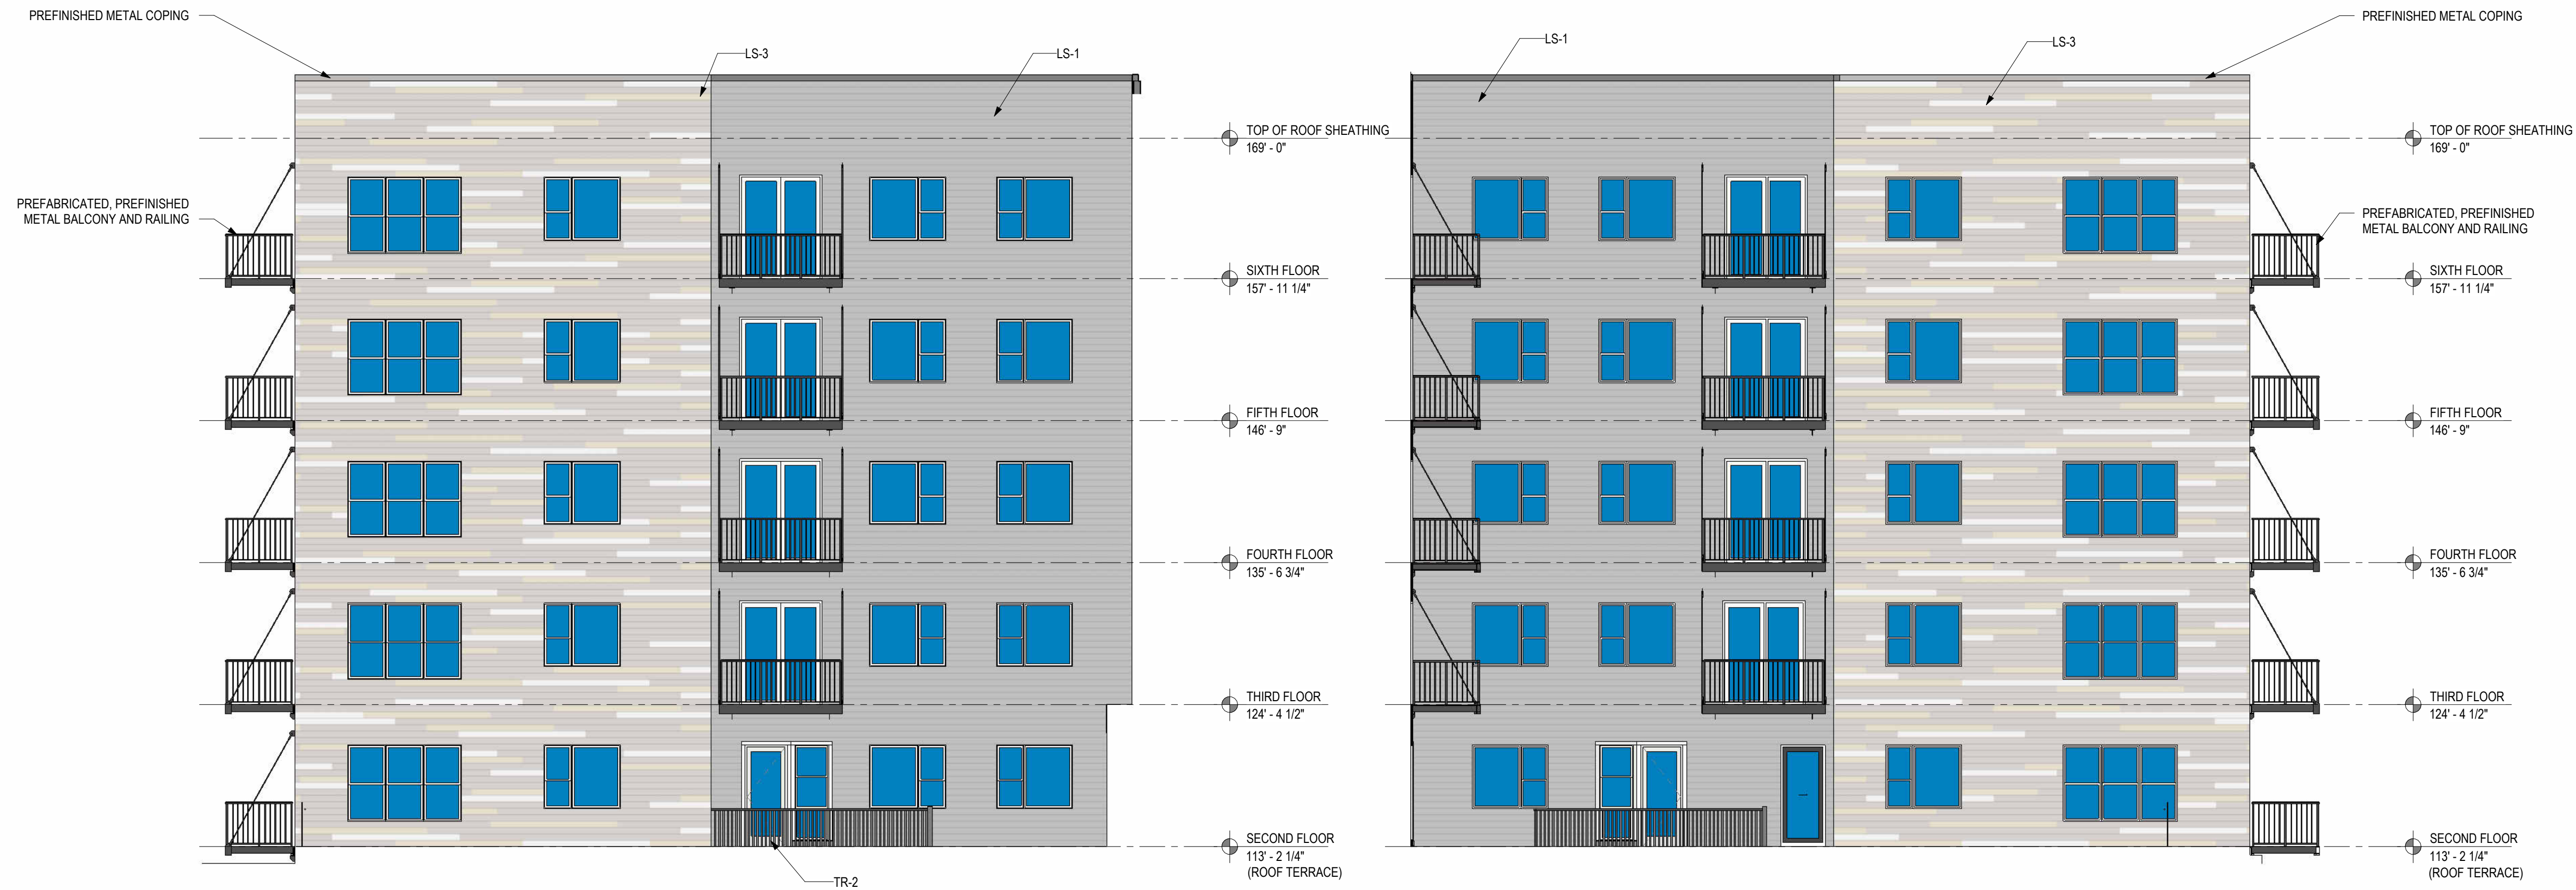 PREFINISHED METAL COPING
LS-3
LS-1
TOP OF ROOF SHEATHING
169' - 0"
PREFABRICATED, PREFINISHED
METAL BALCONY AND RAILING
SIXTH FLOOR
157' - 11 1/4"
FIFTH FLOOR
146' - 9"
FOURTH FLOOR
135' - 6 3/4"
THIRD FLOOR
124' - 4 1/2"
SECOND FLOOR
113' - 2 1/4"
(ROOF TERRACE)
TR-2
LS-1
LS-3
PREFINISHED METAL COPING
TOP OF ROOF SHEATHING
169' - 0"
PREFABRICATED, PREFINISHED
METAL BALCONY AND RAILING
SIXTH FLOOR
157' - 11 1/4"
FIFTH FLOOR
146' - 9"
FOURTH FLOOR
135' - 6 3/4"
THIRD FLOOR
124' - 4 1/2"
SECOND FLOOR
113' - 2 1/4"
(ROOF TERRACE)